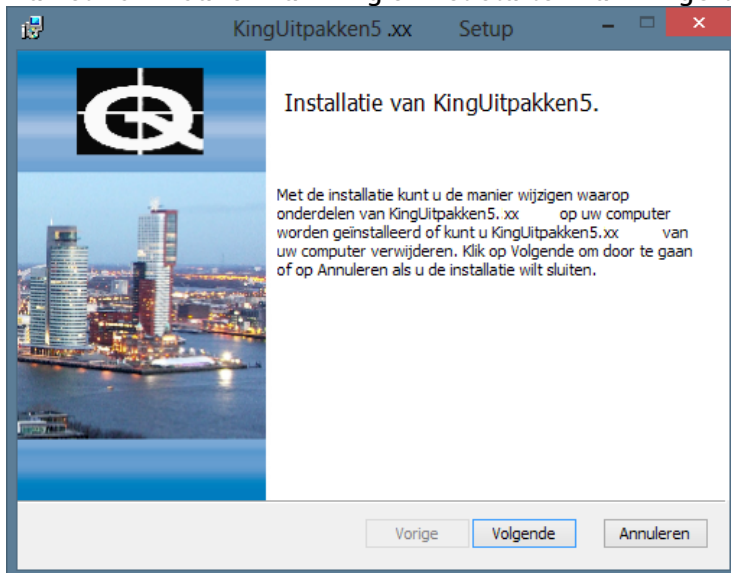 KingUitpakken5 .xx Setup
Installatie van KingUitpakken5.
Met de installatie kunt u de manier wijzigen waarop
onderdelen van KingUitpakken5. xx op uw computer
worden geïnstalleerd of kunt u KingUitpakken5.xx van
uw computer verwijderen. Klik op Volgende om door te gaan
of op Annuleren als u de installatie wilt sluiten.
Vorige Volgende Annuleren